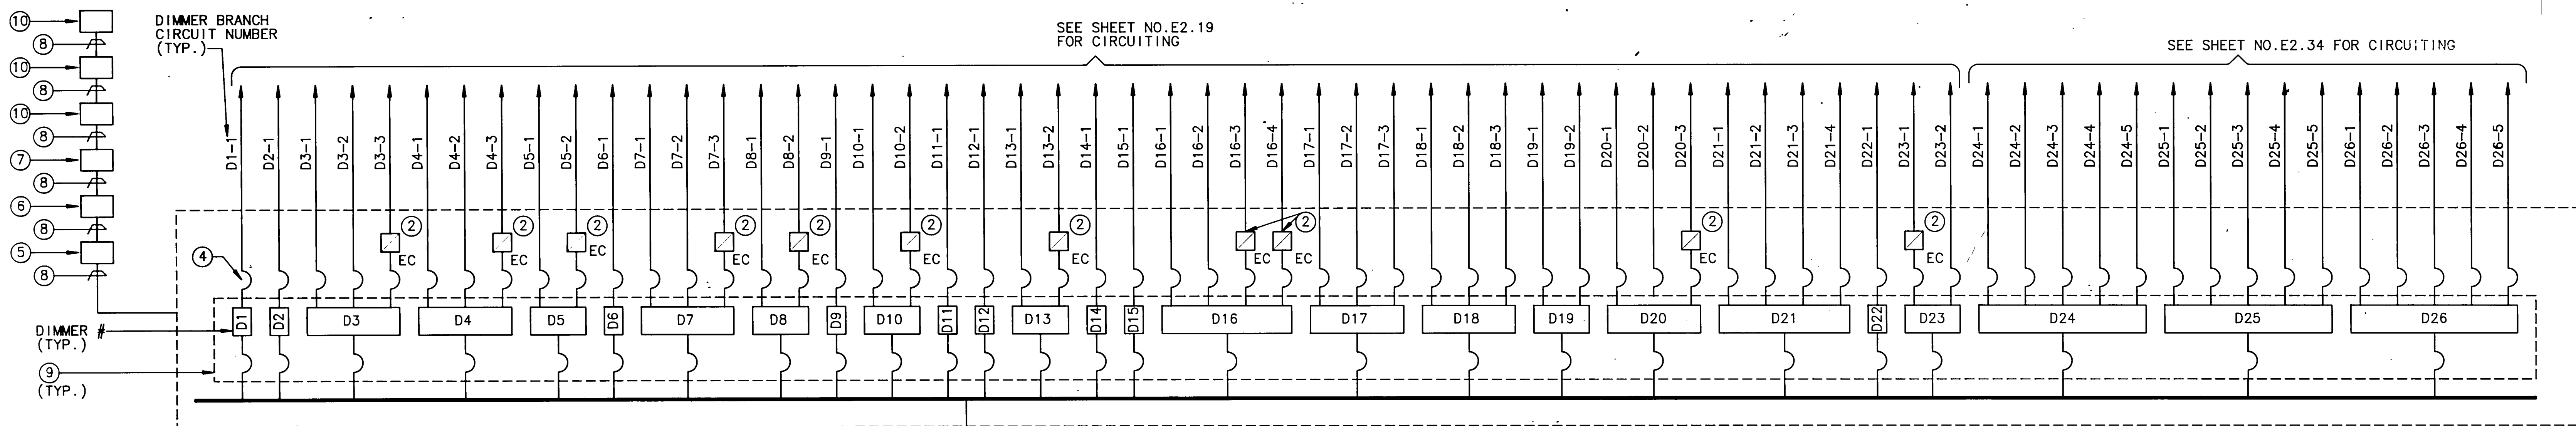 10
8
10
8
10
8
7
8
6
8
5
8
DIMMER BRANCH
CIRCUIT NUMBER
(TYP.)
SEE SHEET NO.E2.19
FOR CIRCUITING
SEE SHEET NO.E2.34 FOR CIRCUITING
D1-1
D2-1
D3-1
D3-2
D3-3
D4-1
D4-2
D4-3
D5-1
D5-2
D6-1
D7-1
D7-2
D7-3
D8-1
D8-2
D9-1
D10-1
D10-2
D11-1
D12-1
D13-1
D13-2
D14-1
D15-1
D16-1
D16-2
D16-3
D16-4
D17-1
D17-2
D17-3
D18-1
D18-2
D18-3
D19-1
D19-2
D20-1
D20-2
D20-3
D21-1
D21-2
D21-3
D21-4
D22-1
D23-1
D23-2
D24-1
D24-2
D24-3
D24-4
D24-5
D25-1
D25-2
D25-3
D25-4
D25-5
D26-1
D26-2
D26-3
D26-4
D26-5
2
2
2
2
2
2
2
2
2
2
EC
EC
EC
EC
EC
EC
EC
EC
EC
EC
EC
4
DIMMER #
(TYP.)
D1
D2
D3
D4
D5
D6
D7
D8
D9
D10
D11
D12
D13
D14
D15
D16
D17
D18
D19
D20
D21
D22
D23
D24
D25
D26
9
(TYP.)